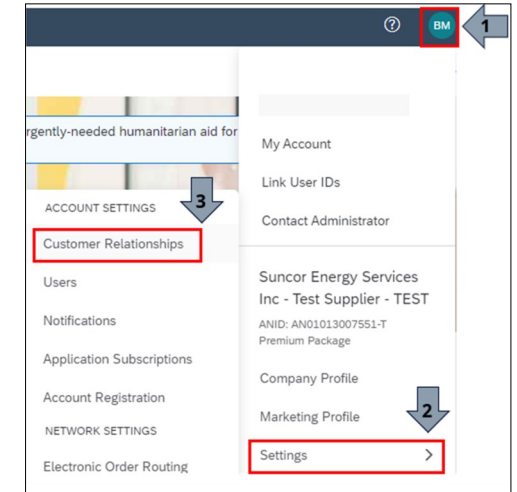 BM
1
rgently-needed humanitarian aid for
My Account
Link User IDs
Contact Administrator
3
ACCOUNT SETTINGS
Customer Relationships
Users
Notifications
Application Subscriptions
Account Registration
NETWORK SETTINGS
Electronic Order Routing
Suncor Energy Services
Inc - Test Supplier - TEST
ANID: AN01013007551-T
Premium Package
Company Profile
Marketing Profile
2
Settings